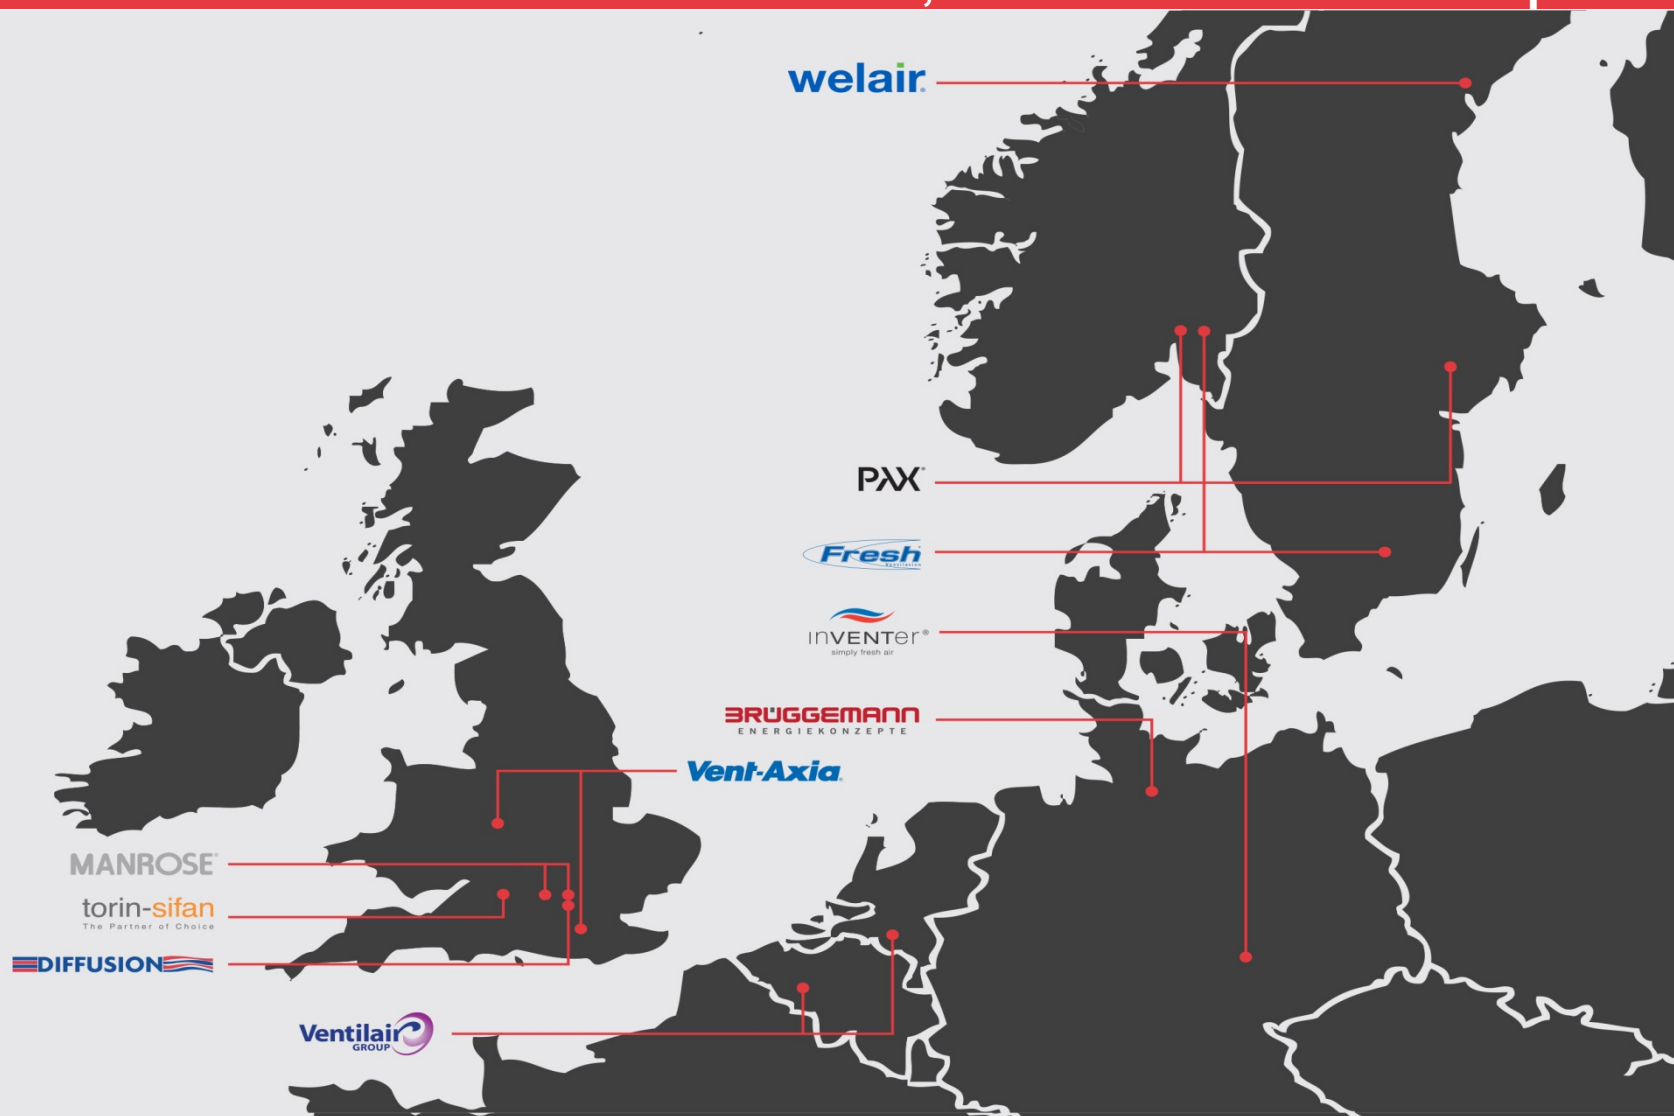 welair
PAX
Fresh
Ventilation
inVENTer®
simply fresh air
BRÜGGEMANN
ENERGIEKONZEPTE
Vent-Axia
MANROSE
torin-sifan
The Partner of Choice
DIFFUSION
Ventilair
GROUP